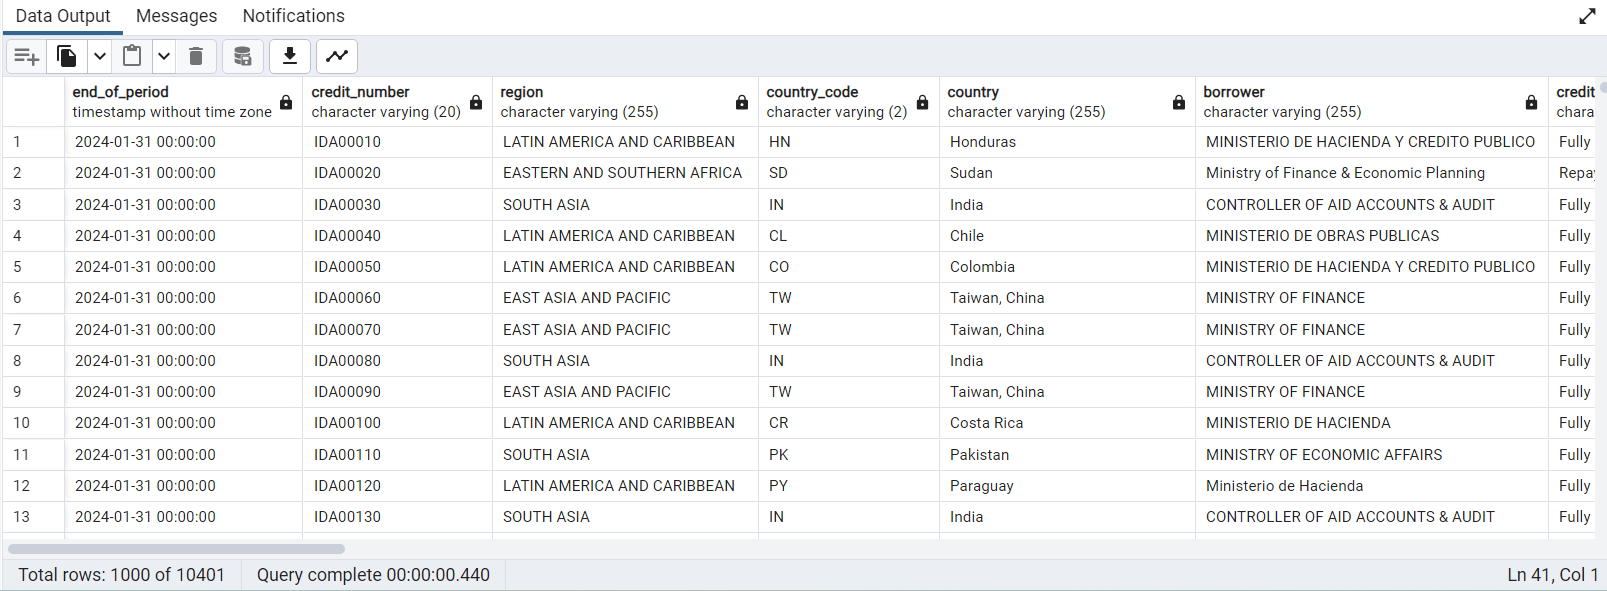 Data Output Messages Notifications
end_of_period credit_number region country_code country borrower credit
timestamp without time zone character varying (20) character varying (255) character varying (2) character varying (255) character varying (255) chara
1 2024-01-31 00:00:00 IDA00010 LATIN AMERICA AND CARIBBEAN HN Honduras MINISTERIO DE HACIENDA Y CREDITO PUBLICO Fully
2 2024-01-31 00:00:00 IDA00020 EASTERN AND SOUTHERN AFRICA SD Sudan Ministry of Finance & Economic Planning Repay
3 2024-01-31 00:00:00 IDA00030 SOUTH ASIA IN India CONTROLLER OF AID ACCOUNTS & AUDIT Fully
4 2024-01-31 00:00:00 IDA00040 LATIN AMERICA AND CARIBBEAN CL Chile MINISTERIO DE OBRAS PUBLICAS Fully
5 2024-01-31 00:00:00 IDA00050 LATIN AMERICA AND CARIBBEAN CO Colombia MINISTERIO DE HACIENDA Y CREDITO PUBLICO Fully
6 2024-01-31 00:00:00 IDA00060 EAST ASIA AND PACIFIC TW Taiwan, China MINISTRY OF FINANCE Fully
7 2024-01-31 00:00:00 IDA00070 EAST ASIA AND PACIFIC TW Taiwan, China MINISTRY OF FINANCE Fully
8 2024-01-31 00:00:00 IDA00080 SOUTH ASIA IN India CONTROLLER OF AID ACCOUNTS & AUDIT Fully
9 2024-01-31 00:00:00 IDA00090 EAST ASIA AND PACIFIC TW Taiwan, China MINISTRY OF FINANCE Fully
10 2024-01-31 00:00:00 IDA00100 LATIN AMERICA AND CARIBBEAN CR Costa Rica MINISTERIO DE HACIENDA Fully
11 2024-01-31 00:00:00 IDA00110 SOUTH ASIA PK Pakistan MINISTRY OF ECONOMIC AFFAIRS Fully
12 2024-01-31 00:00:00 IDA00120 LATIN AMERICA AND CARIBBEAN PY Paraguay Ministerio de Hacienda Fully
13 2024-01-31 00:00:00 IDA00130 SOUTH ASIA IN India CONTROLLER OF AID ACCOUNTS & AUDIT Fully
Total rows: 1000 of 10401 Query complete 00:00:00.440 Ln 41, Col 1